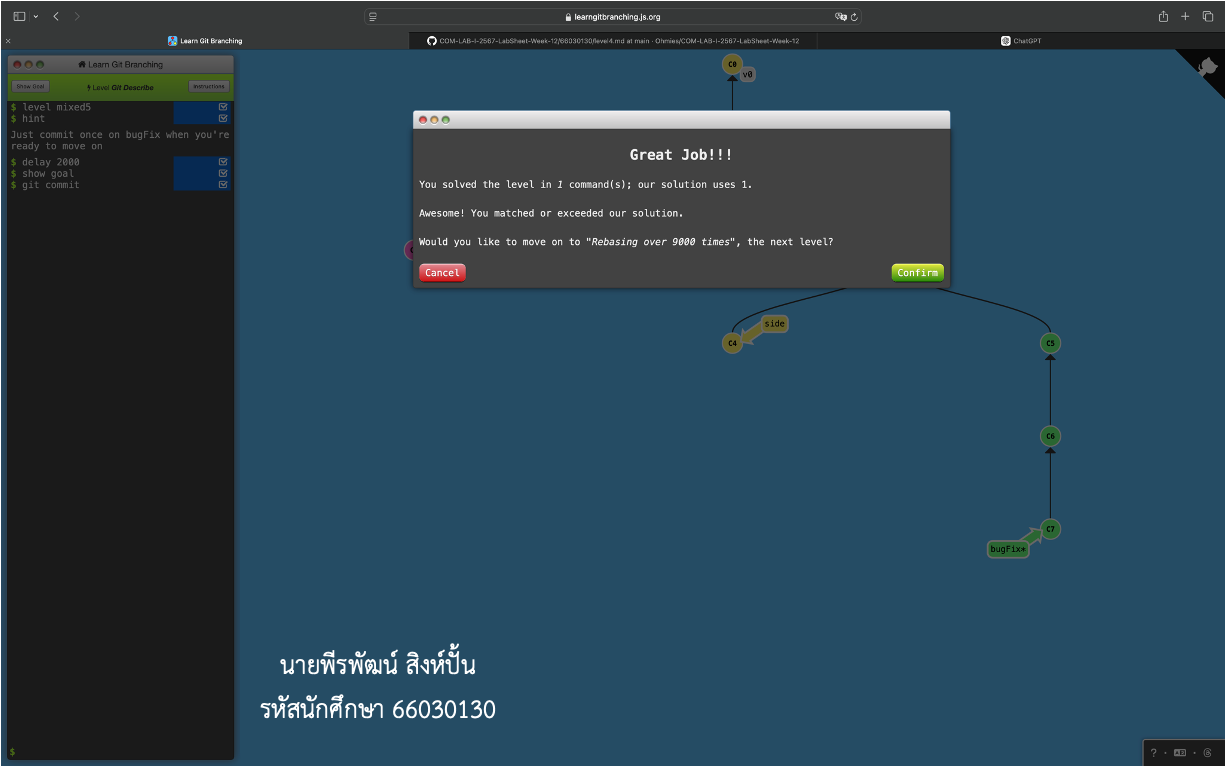 learngitbranching.js.org
Learn Git Branching
COM-LAB-I-2567-LabSheet-Week-12/66030130/level4.md at main · Ohmies/COM-LAB-I-2567-LabSheet-Week-12
ChatGPT
Learn Git Branching
Show Goal
Level Git Describe
Instructions
$ level mixed5
$ hint
Just commit once on bugFix when you're
ready to move on
$ delay 2000
$ show goal
$ git commit
$
C0
v0
Great Job!!!
You solved the level in 1 command(s); our solution uses 1.
Awesome! You matched or exceeded our solution.
Would you like to move on to "Rebasing over 9000 times", the next level?
Cancel
Confirm
side
C4
C5
C6
C7
bugFix*
นายพีรพัฒน์ สิงห์ปั้น
รหัสนักศึกษา 66030130
?